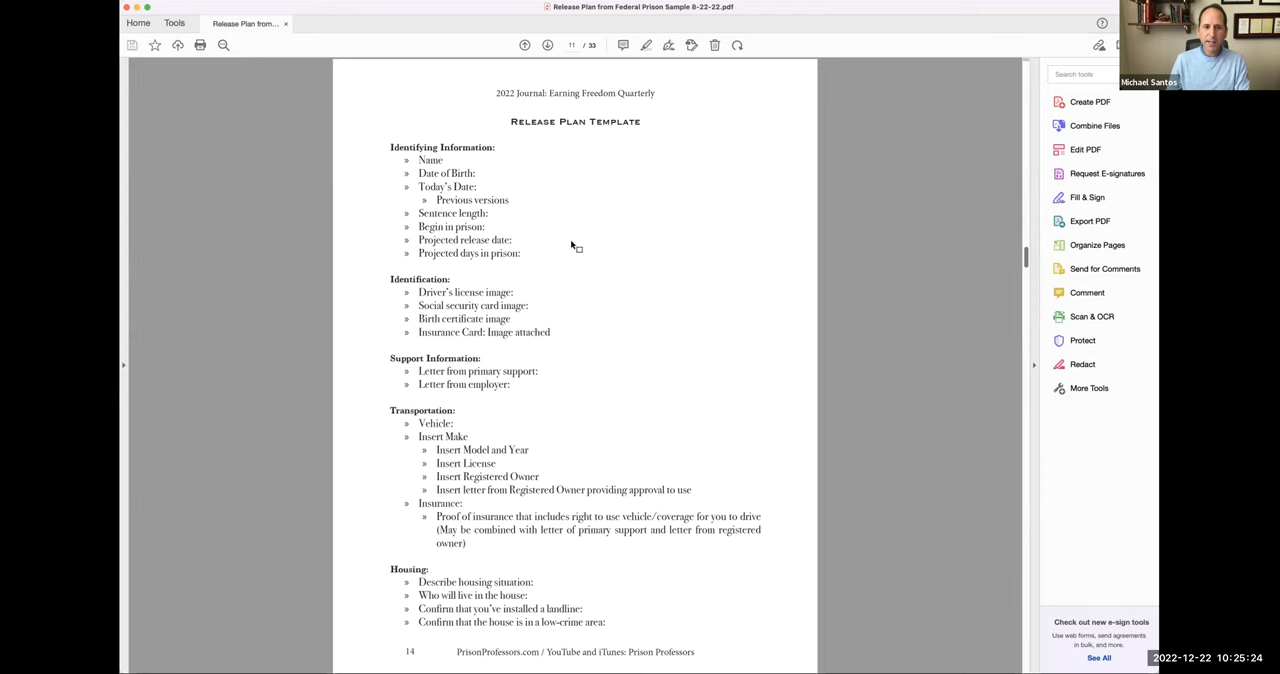 Release Plan from Federal Prison Sample 8-22-22.pdf
Home
Tools
Release Plan from...
11 / 33
Michael Santos
2022 Journal: Earning Freedom Quarterly
Release Plan Template
Identifying Information:
» Name
» Date of Birth:
» Today's Date:
» Previous versions
» Sentence length:
» Begin in prison:
» Projected release date:
» Projected days in prison:
Identification:
» Driver's license image:
» Social security card image:
» Birth certificate image
» Insurance Card: Image attached
Support Information:
» Letter from primary support:
» Letter from employer:
Transportation:
» Vehicle:
» Insert Make
» Insert Model and Year
» Insert License
» Insert Registered Owner
» Insert letter from Registered Owner providing approval to use
» Insurance:
» Proof of insurance that includes right to use vehicle/coverage for you to drive
(May be combined with letter of primary support and letter from registered
owner)
Housing:
» Describe housing situation:
» Who will live in the house:
» Confirm that you've installed a landline:
» Confirm that the house is in a low-crime area:
14 PrisonProfessors.com / YouTube and iTunes: Prison Professors
Search tools
Create PDF
Combine Files
Edit PDF
Request E-signatures
Fill & Sign
Export PDF
Organize Pages
Send for Comments
Comment
Scan & OCR
Protect
Redact
More Tools
Check out new e-sign tools
Use web forms, send agreements
in bulk, and more.
See All
2022-12-22 10:25:24